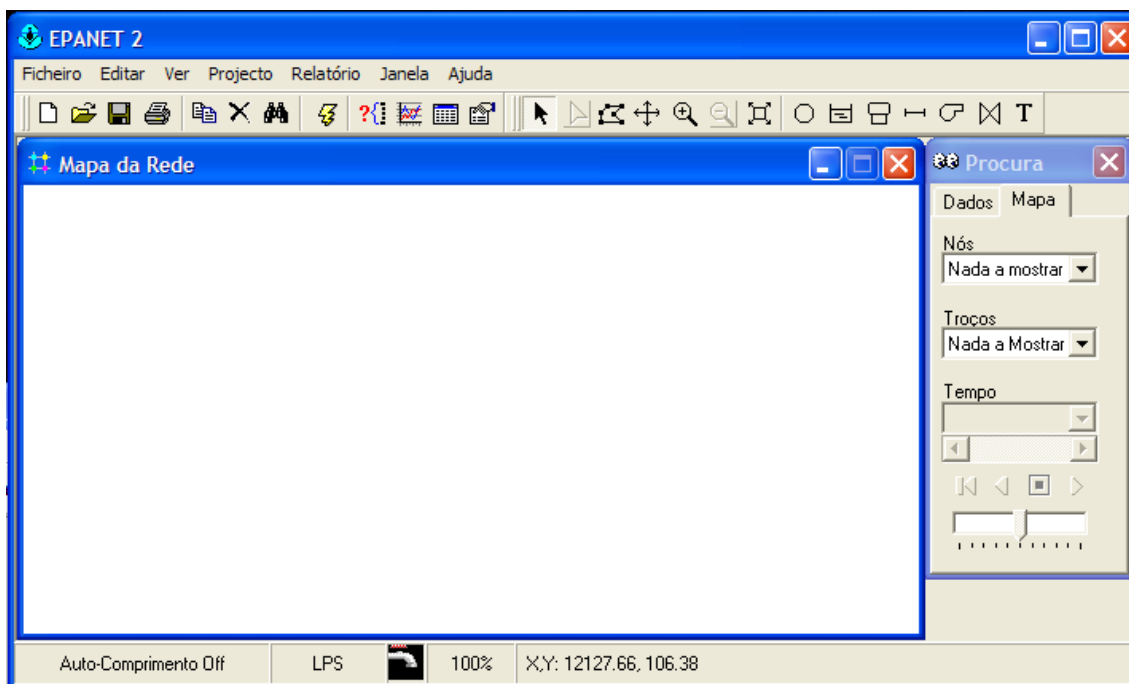 EPANET 2
Ficheiro Editar Ver Projecto Relatório Janela Ajuda
T
Mapa da Rede
Procura
Dados Mapa
Nós
Nada a mostrar
Troços
Nada a Mostrar
Tempo
Auto-Comprimento Off LPS 100% X,Y: 12127.66, 106.38